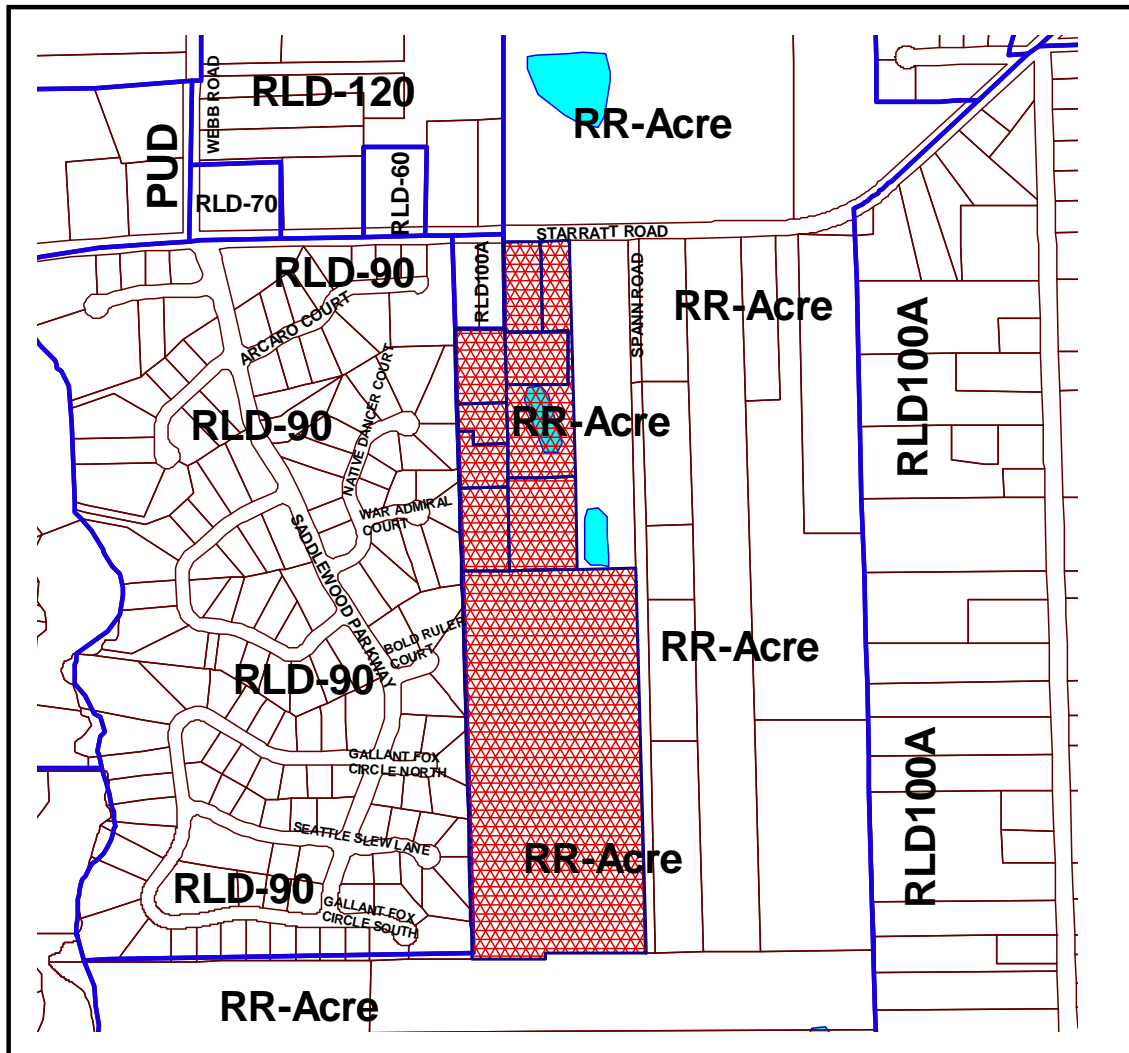 RLD-120
WEBB ROAD
RR-Acre
PUD
RLD-70
RLD-60
STARRATT ROAD
RLD-90
RLD100A
SPANN ROAD
RR-Acre
ARCARO COURT
RLD100A
NATIVE DANCER COURT
RLD-90
RR-Acre
WAR ADMIRAL
COURT
SADDLEWOOD PARKWAY
BOLD RULER
COURT
RR-Acre
RLD-90
GALLANT FOX
CIRCLE NORTH
RLD100A
SEATTLE SLEW LANE
RR-Acre
RLD-90
GALLANT FOX
CIRCLE SOUTH
RR-Acre